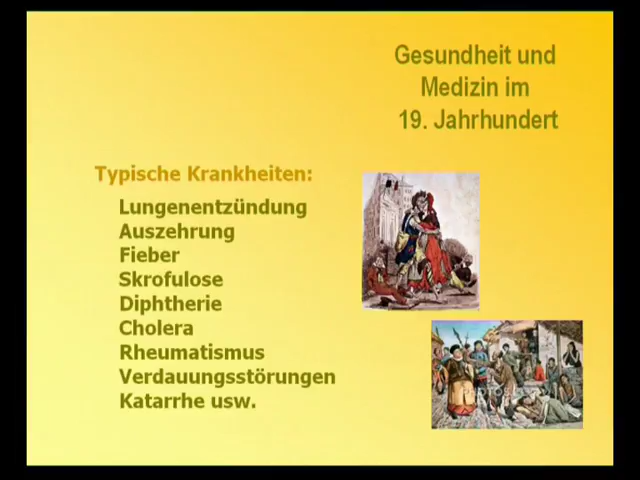 Gesundheit und
Medizin im
19. Jahrhundert
Typische Krankheiten:
Lungenentzündung
Auszehrung
Fieber
Skrofulose
Diphtherie
Cholera
Rheumatismus
Verdauungsstörungen
Katarrhe usw.